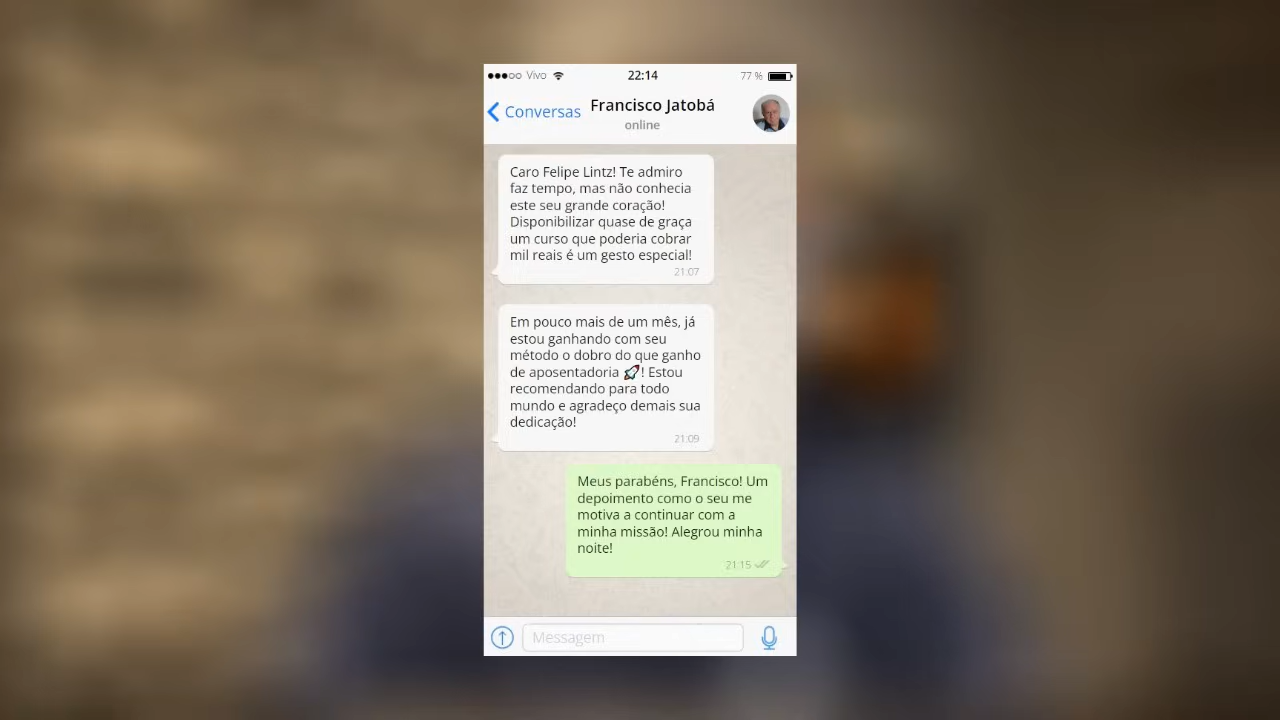 Vivo 22:14 77 %
Conversas Francisco Jatobá
online
Caro Felipe Lintz! Te admiro
faz tempo, mas não conhecia
este seu grande coração!
Disponibilizar quase de graça
um curso que poderia cobrar
mil reais é um gesto especial!
21:07
Em pouco mais de um mês, já
estou ganhando com seu
método o dobro do que ganho
de aposentadoria 🚀! Estou
recomendando para todo
mundo e agradeço demais sua
dedicação!
21:09
Meus parabéns, Francisco! Um
depoimento como o seu me
motiva a continuar com a
minha missão! Alegrou minha
noite!
21:15
Messagem